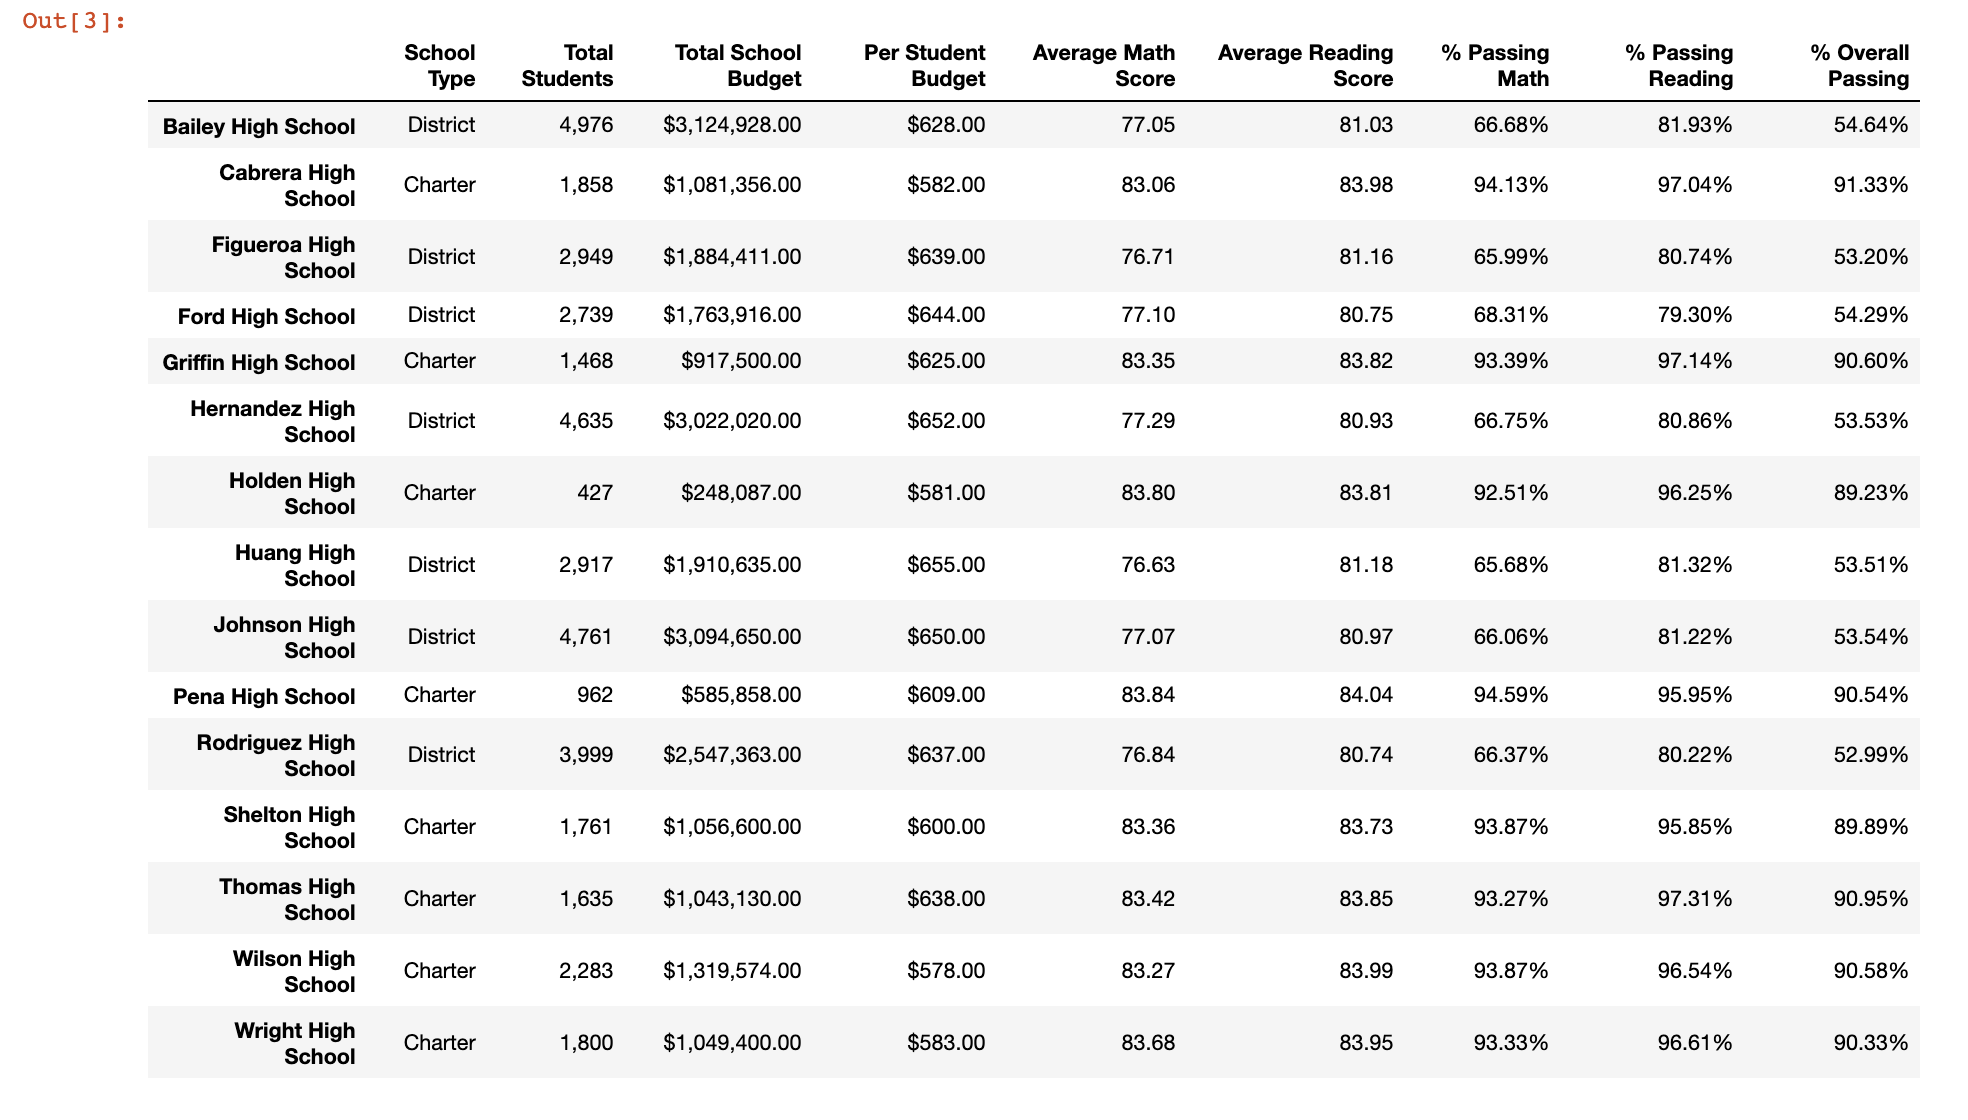 Out[3]:
School Type Total Students Total School Budget Per Student Budget Average Math Score Average Reading Score % Passing Math % Passing Reading % Overall Passing
Bailey High School District 4,976 $3,124,928.00 $628.00 77.05 81.03 66.68% 81.93% 54.64%
Cabrera High School Charter 1,858 $1,081,356.00 $582.00 83.06 83.98 94.13% 97.04% 91.33%
Figueroa High School District 2,949 $1,884,411.00 $639.00 76.71 81.16 65.99% 80.74% 53.20%
Ford High School District 2,739 $1,763,916.00 $644.00 77.10 80.75 68.31% 79.30% 54.29%
Griffin High School Charter 1,468 $917,500.00 $625.00 83.35 83.82 93.39% 97.14% 90.60%
Hernandez High School District 4,635 $3,022,020.00 $652.00 77.29 80.93 66.75% 80.86% 53.53%
Holden High School Charter 427 $248,087.00 $581.00 83.80 83.81 92.51% 96.25% 89.23%
Huang High School District 2,917 $1,910,635.00 $655.00 76.63 81.18 65.68% 81.32% 53.51%
Johnson High School District 4,761 $3,094,650.00 $650.00 77.07 80.97 66.06% 81.22% 53.54%
Pena High School Charter 962 $585,858.00 $609.00 83.84 84.04 94.59% 95.95% 90.54%
Rodriguez High School District 3,999 $2,547,363.00 $637.00 76.84 80.74 66.37% 80.22% 52.99%
Shelton High School Charter 1,761 $1,056,600.00 $600.00 83.36 83.73 93.87% 95.85% 89.89%
Thomas High School Charter 1,635 $1,043,130.00 $638.00 83.42 83.85 93.27% 97.31% 90.95%
Wilson High School Charter 2,283 $1,319,574.00 $578.00 83.27 83.99 93.87% 96.54% 90.58%
Wright High School Charter 1,800 $1,049,400.00 $583.00 83.68 83.95 93.33% 96.61% 90.33%